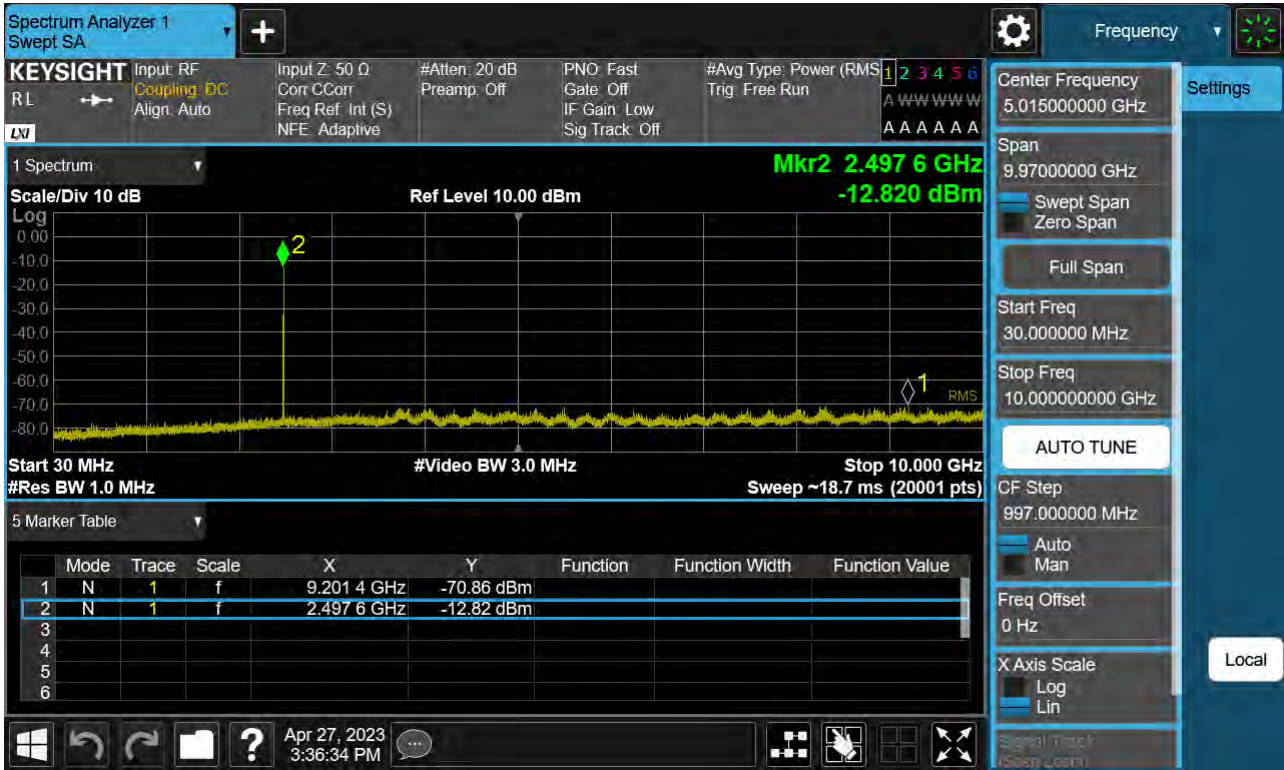 Spectrum Analyzer 1
Swept SA
+
Frequency
KEYSIGHT
RL
LXI
Input: RF
Coupling: DC
Align: Auto
Input Z: 50 Ω
Corr CCorr
Freq Ref: Int (S)
NFE: Adaptive
#Atten: 20 dB
Preamp: Off
PNO: Fast
Gate: Off
IF Gain: Low
Sig Track: Off
#Avg Type: Power (RMS
Trig: Free Run
1 2 3 4 5 6
A W W W W W
A A A A A A
Center Frequency
5.015000000 GHz
Settings
1 Spectrum
Mkr2 2.497 6 GHz
Scale/Div 10 dB
Ref Level 10.00 dBm
-12.820 dBm
Log
0.00
-10.0
-20.0
-30.0
-40.0
-50.0
-60.0
-70.0
-80.0
2
1
RMS
Start 30 MHz
#Video BW 3.0 MHz
Stop 10.000 GHz
#Res BW 1.0 MHz
Sweep ~18.7 ms (20001 pts)
Span
9.97000000 GHz
Swept Span
Zero Span
Full Span
Start Freq
30.000000 MHz
Stop Freq
10.000000000 GHz
AUTO TUNE
CF Step
997.000000 MHz
Auto
Man
Freq Offset
0 Hz
X Axis Scale
Log
Lin
Signal Track
(Span Zoom)
Local
5 Marker Table
Mode Trace Scale X Y Function Function Width Function Value
1 N 1 f 9.201 4 GHz -70.86 dBm
2 N 1 f 2.497 6 GHz -12.82 dBm
3
4
5
6
?
Apr 27, 2023
3:36:34 PM